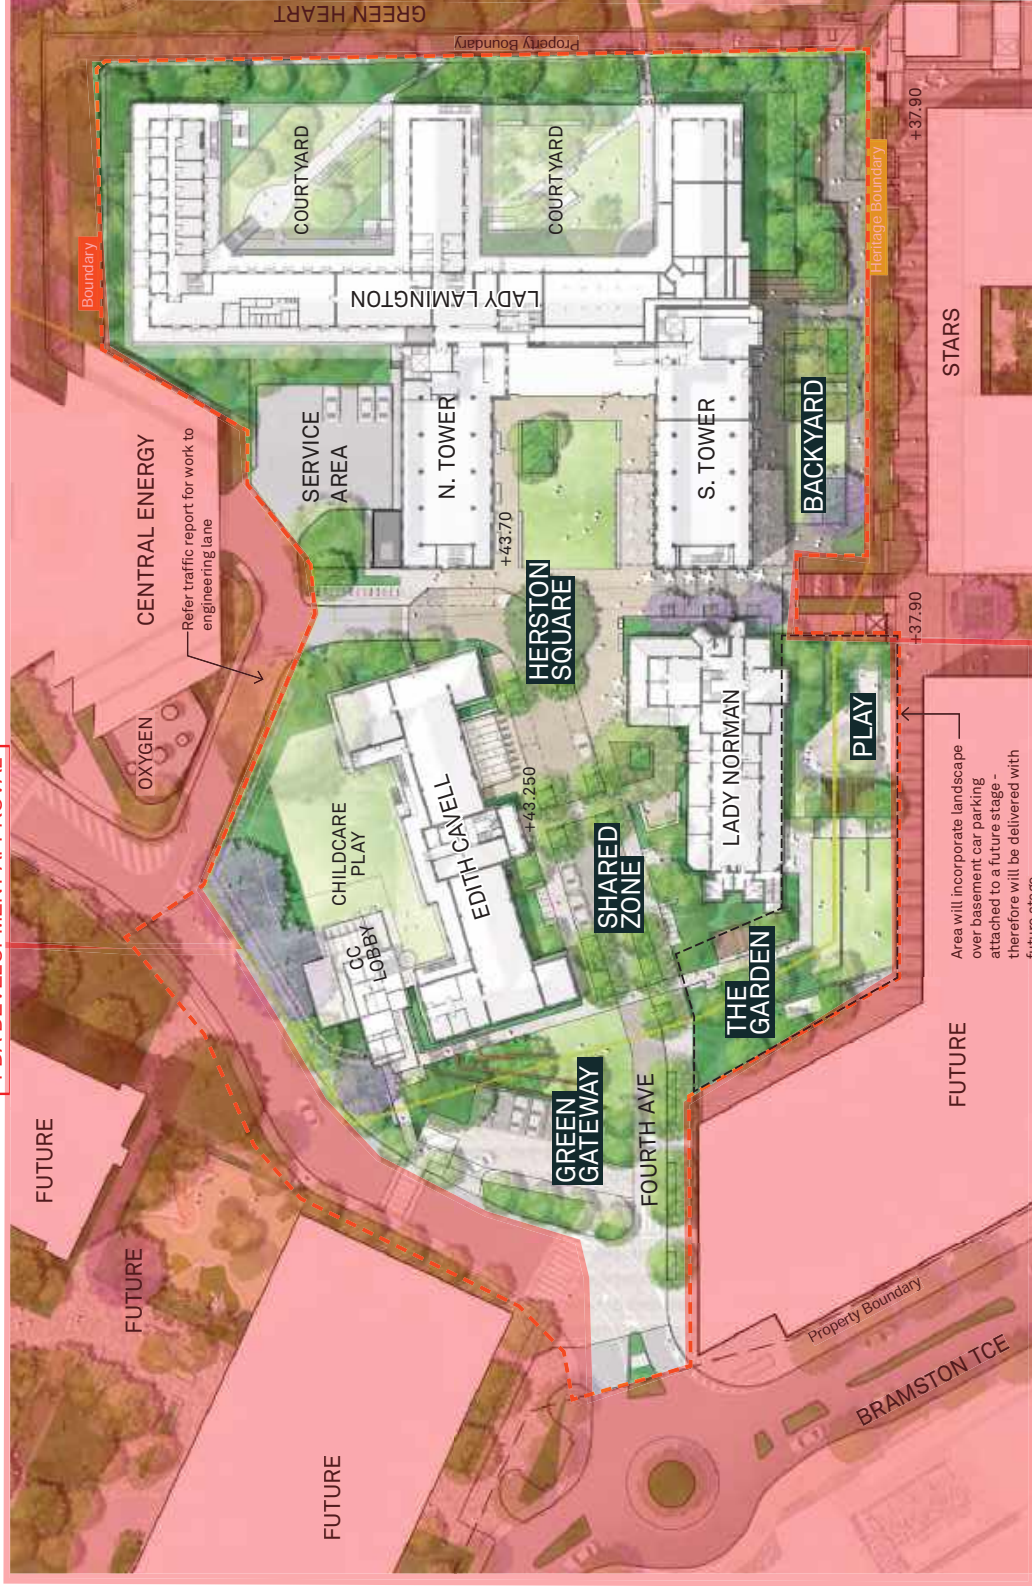 GREEN HEART
Property Boundary
+37.90
COURTYARD
COURTYARD
Boundary
Heritage Boundary
LADY LAMINGTON
STARS
CENTRAL ENERGY
Refer traffic report for work to
engineering lane
SERVICE
AREA
N. TOWER
S. TOWER
BACKYARD
+43.70
HERSTON
SQUARE
+37.90
OXYGEN
LADY NORMAN
PLAY
+43.250
CHILDCARE
PLAY
EDITH CAVELL
SHARED
ZONE
Area will incorporate landscape
over basement car parking
attached to a future stage -
therefore will be delivered with
CC
LOBBY
THE
GARDEN
FUTURE
FUTURE
GREEN
GATEWAY
FOURTH AVE
FUTURE
Property Boundary
BRAMSTON TCE
FUTURE